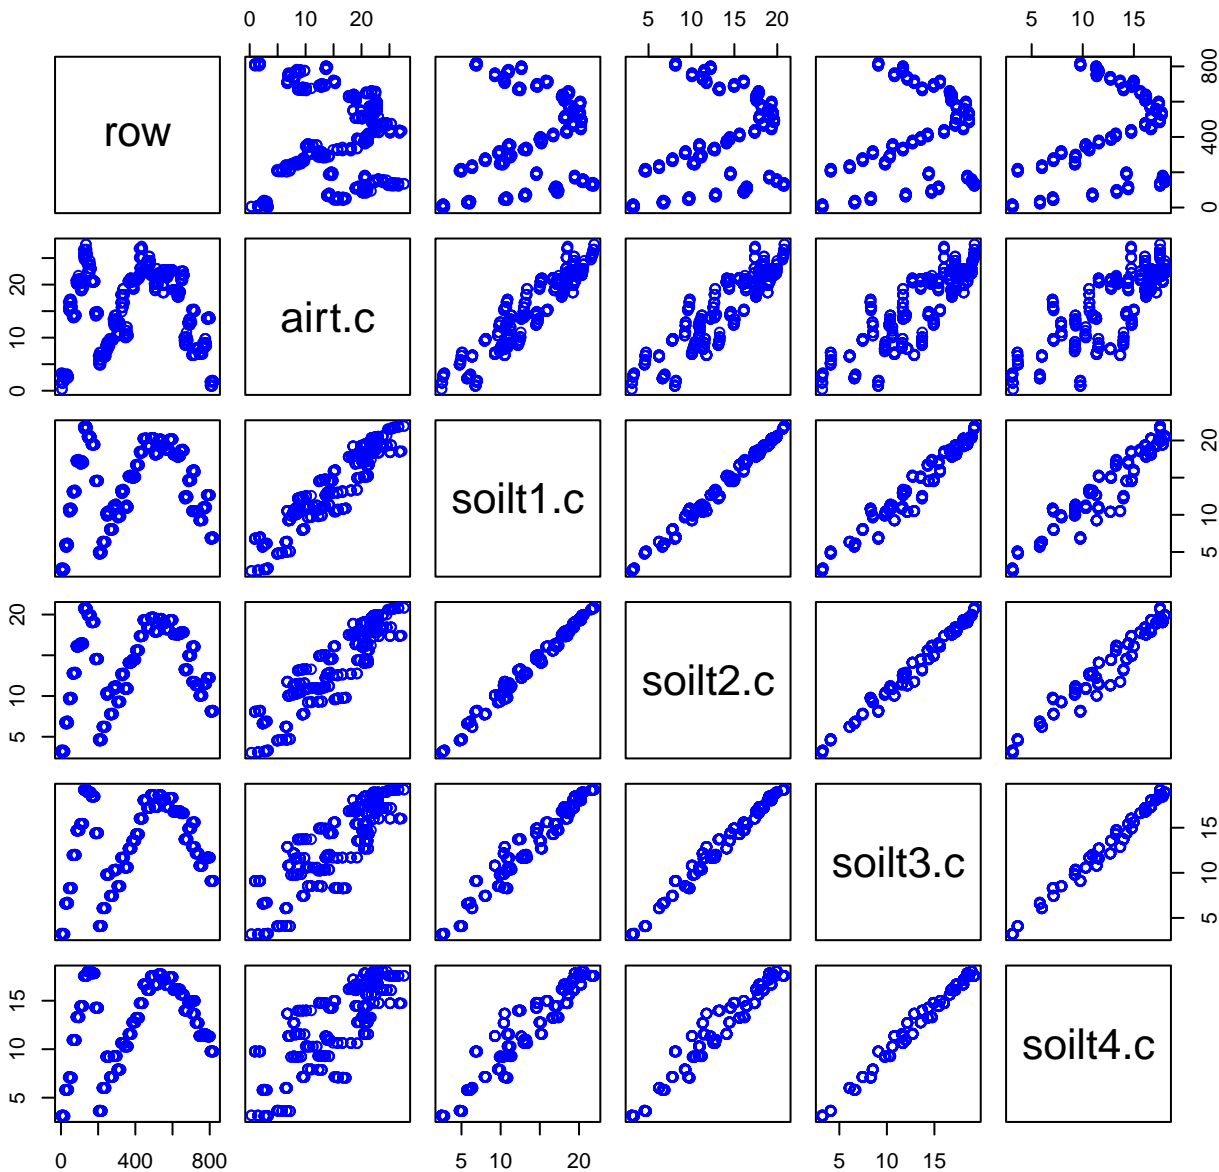 0 10 20 5 10 15 20 5 10 15
row 0 400 800
0 10 20 airt.c
soilt1.c 5 10 20
5 10 20 soilt2.c
soilt3.c 5 10 15
5 10 15 soilt4.c
0 400 800 5 10 20 5 10 15